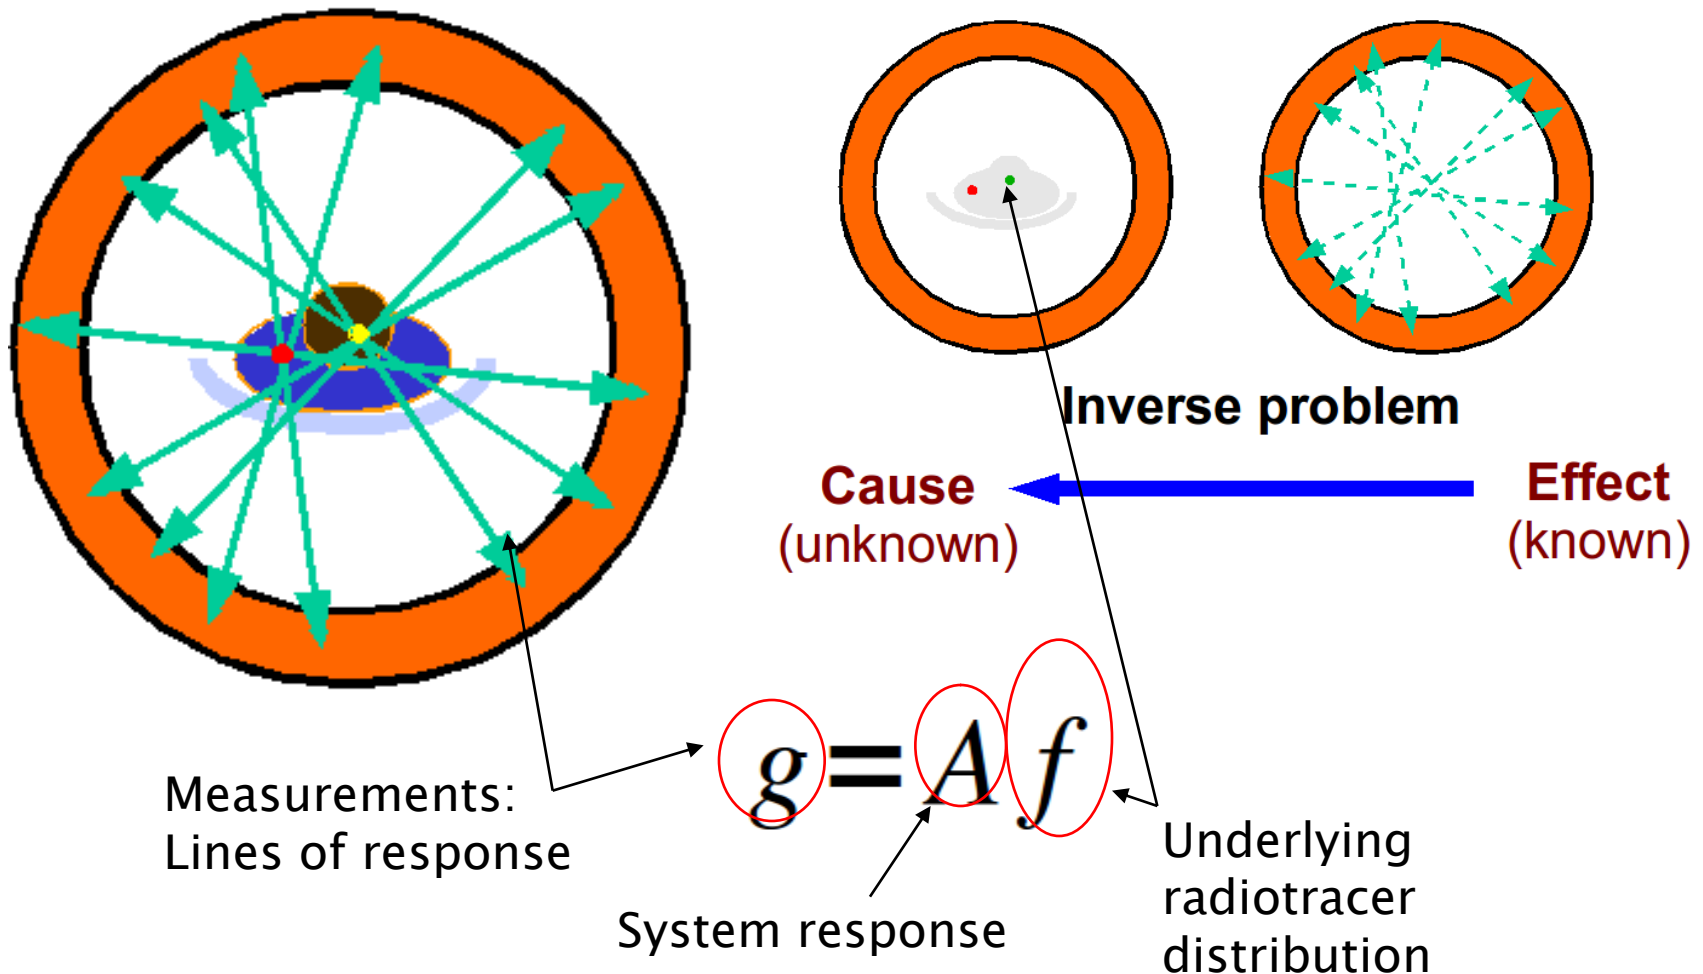 Inverse problem
Cause
(unknown)
Effect
(known)
g = A f
Measurements:
Lines of response
System response
Underlying
radiotracer
distribution